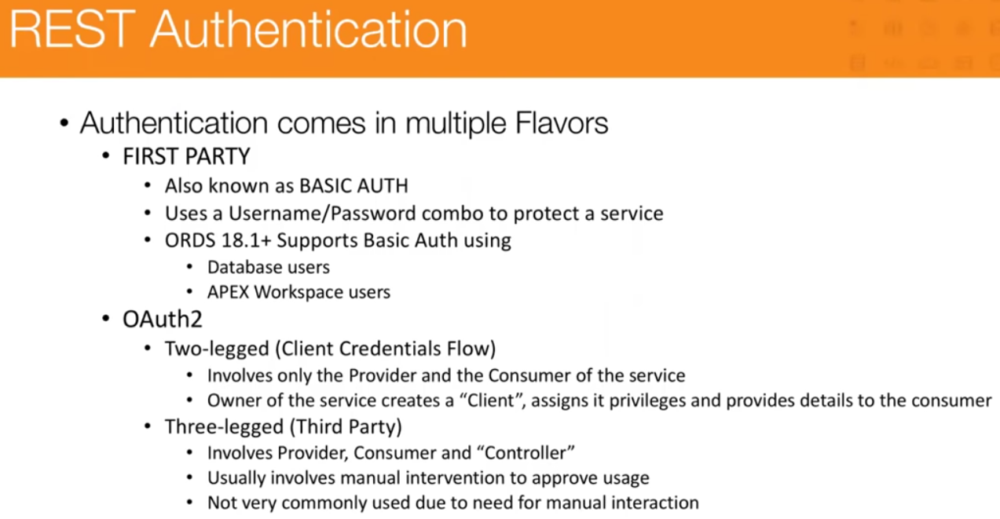 REST Authentication
• Authentication comes in multiple Flavors
• FIRST PARTY
• Also known as BASIC AUTH
• Uses a Username/Password combo to protect a service
• ORDS 18.1+ Supports Basic Auth using
• Database users
• APEX Workspace users
• OAuth2
• Two-legged (Client Credentials Flow)
• Involves only the Provider and the Consumer of the service
• Owner of the service creates a “Client”, assigns it privileges and provides details to the consumer
• Three-legged (Third Party)
• Involves Provider, Consumer and “Controller”
• Usually involves manual intervention to approve usage
• Not very commonly used due to need for manual interaction